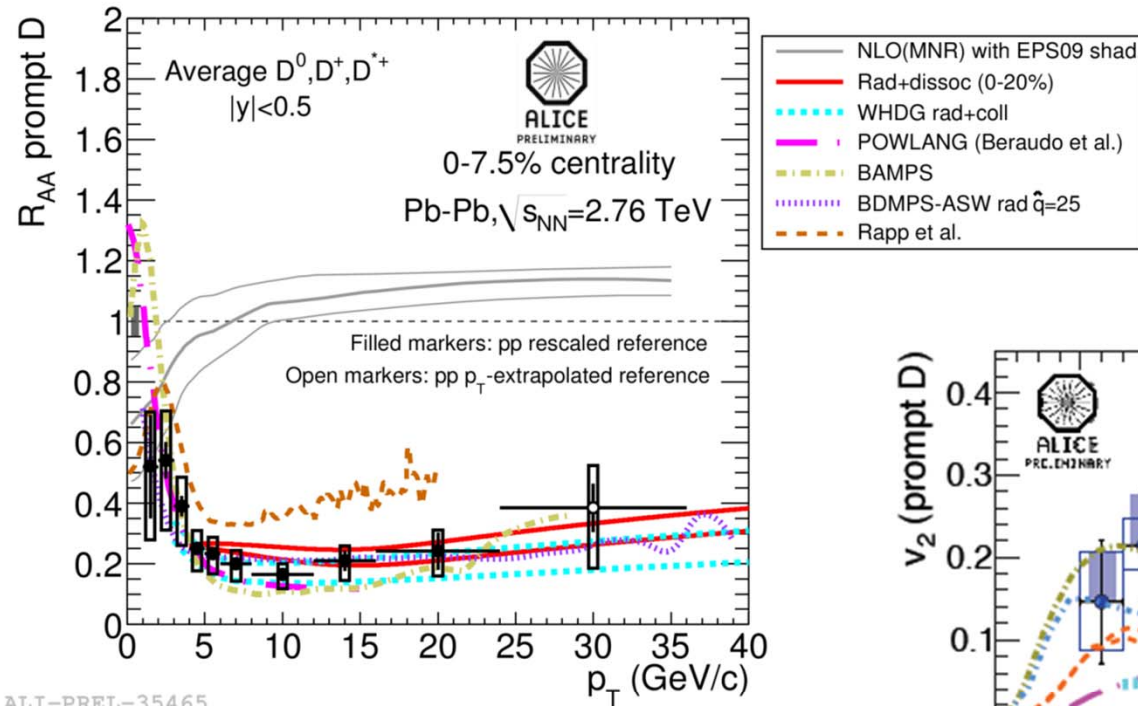 2
1.8
1.6
1.4
1.2
1
0.8
0.6
0.4
0.2
0
R_AA prompt D
Average D⁰,D⁺,D*⁺
|y|<0.5
ALICE
PRELIMINARY
0-7.5% centrality
Pb-Pb,√s_NN=2.76 TeV
Filled markers: pp rescaled reference
Open markers: pp p_T-extrapolated reference
0 5 10 15 20 25 30 35 40
p_T (GeV/c)
ALI-PREL-35465
NLO(MNR) with EPS09 shad
Rad+dissoc (0-20%)
WHDG rad+coll
POWLANG (Beraudo et al.)
BAMPS
BDMPS-ASW rad q̂=25
Rapp et al.
v₂ (prompt D)
0.4
0.3
0.2
0.1
ALICE
PRELIMINARY